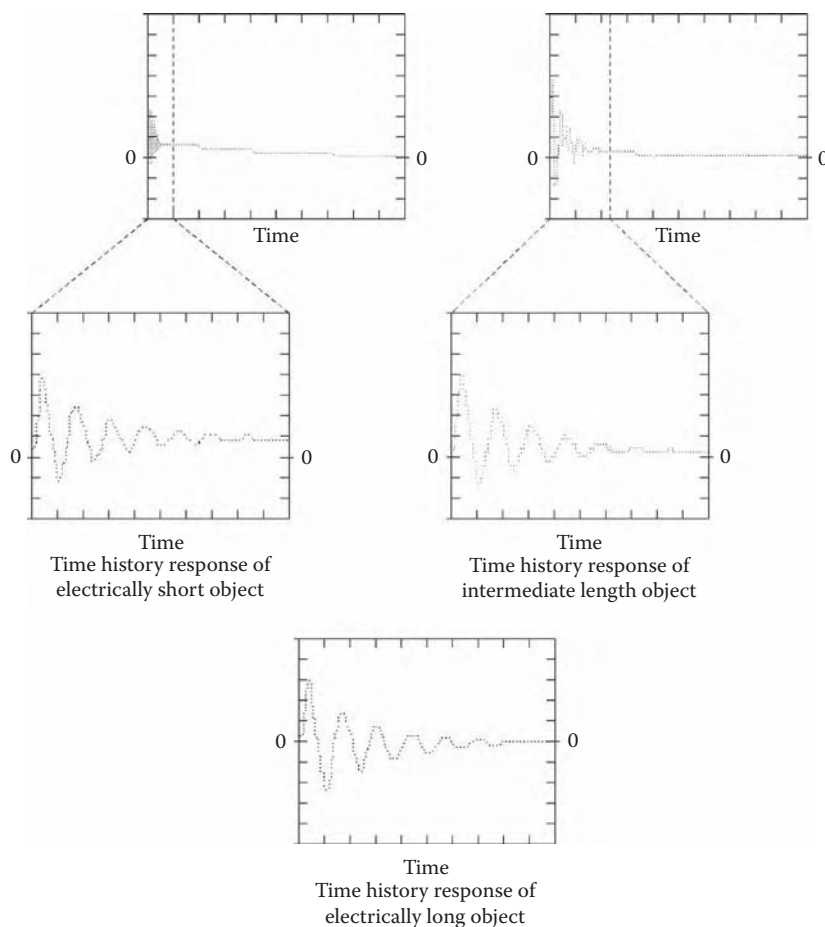 0
0
Time
0
0
Time
0
0
Time
Time history response of
electrically short object
0
0
Time
Time history response of
intermediate length object
0
0
Time
Time history response of
electrically long object